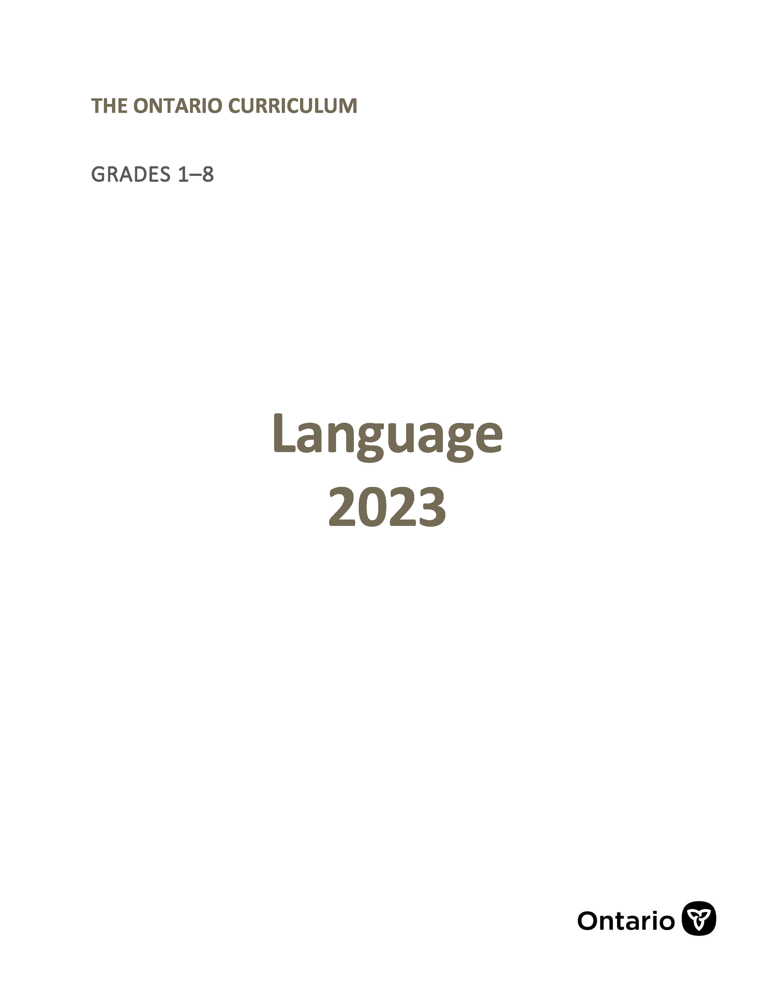 THE ONTARIO CURRICULUM
GRADES 1–8
Language
2023
Ontario